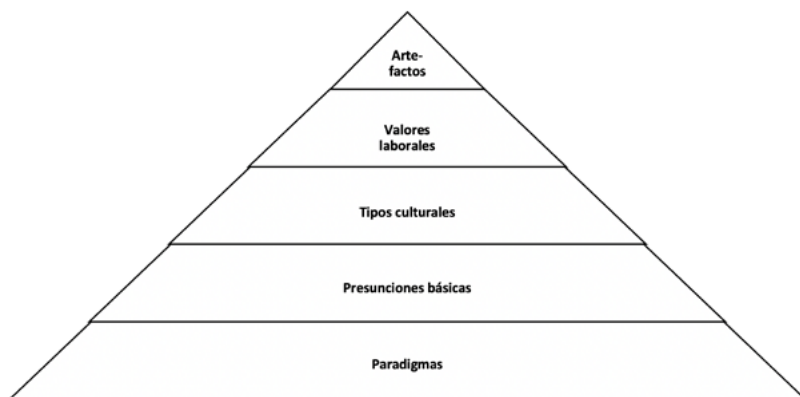 Arte-
factos
Valores
laborales
Tipos culturales
Presunciones básicas
Paradigmas